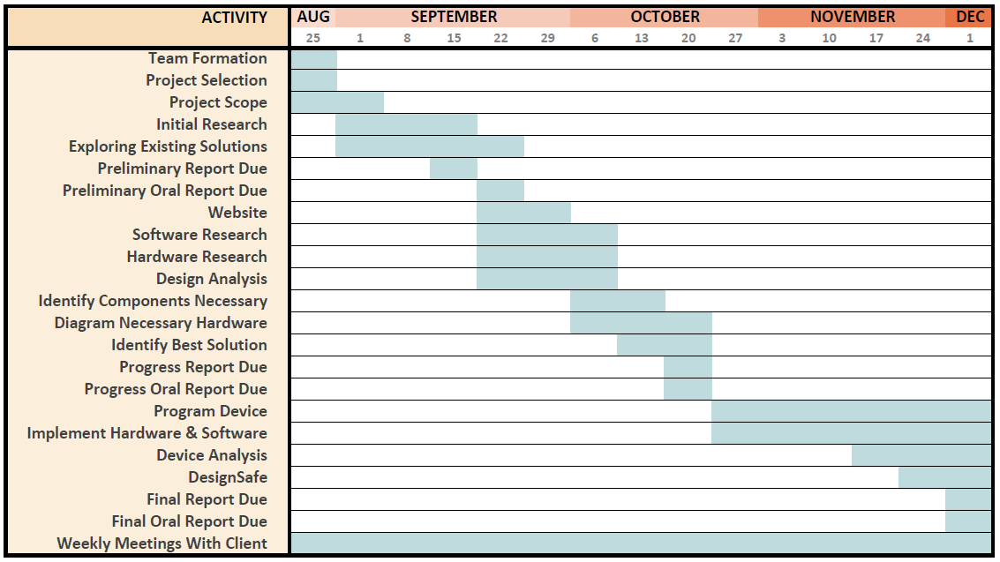 ACTIVITY AUG SEPTEMBER OCTOBER NOVEMBER DEC
25 1 8 15 22 29 6 13 20 27 3 10 17 24 1
Team Formation
Project Selection
Project Scope
Initial Research
Exploring Existing Solutions
Preliminary Report Due
Preliminary Oral Report Due
Website
Software Research
Hardware Research
Design Analysis
Identify Components Necessary
Diagram Necessary Hardware
Identify Best Solution
Progress Report Due
Progress Oral Report Due
Program Device
Implement Hardware & Software
Device Analysis
DesignSafe
Final Report Due
Final Oral Report Due
Weekly Meetings With Client